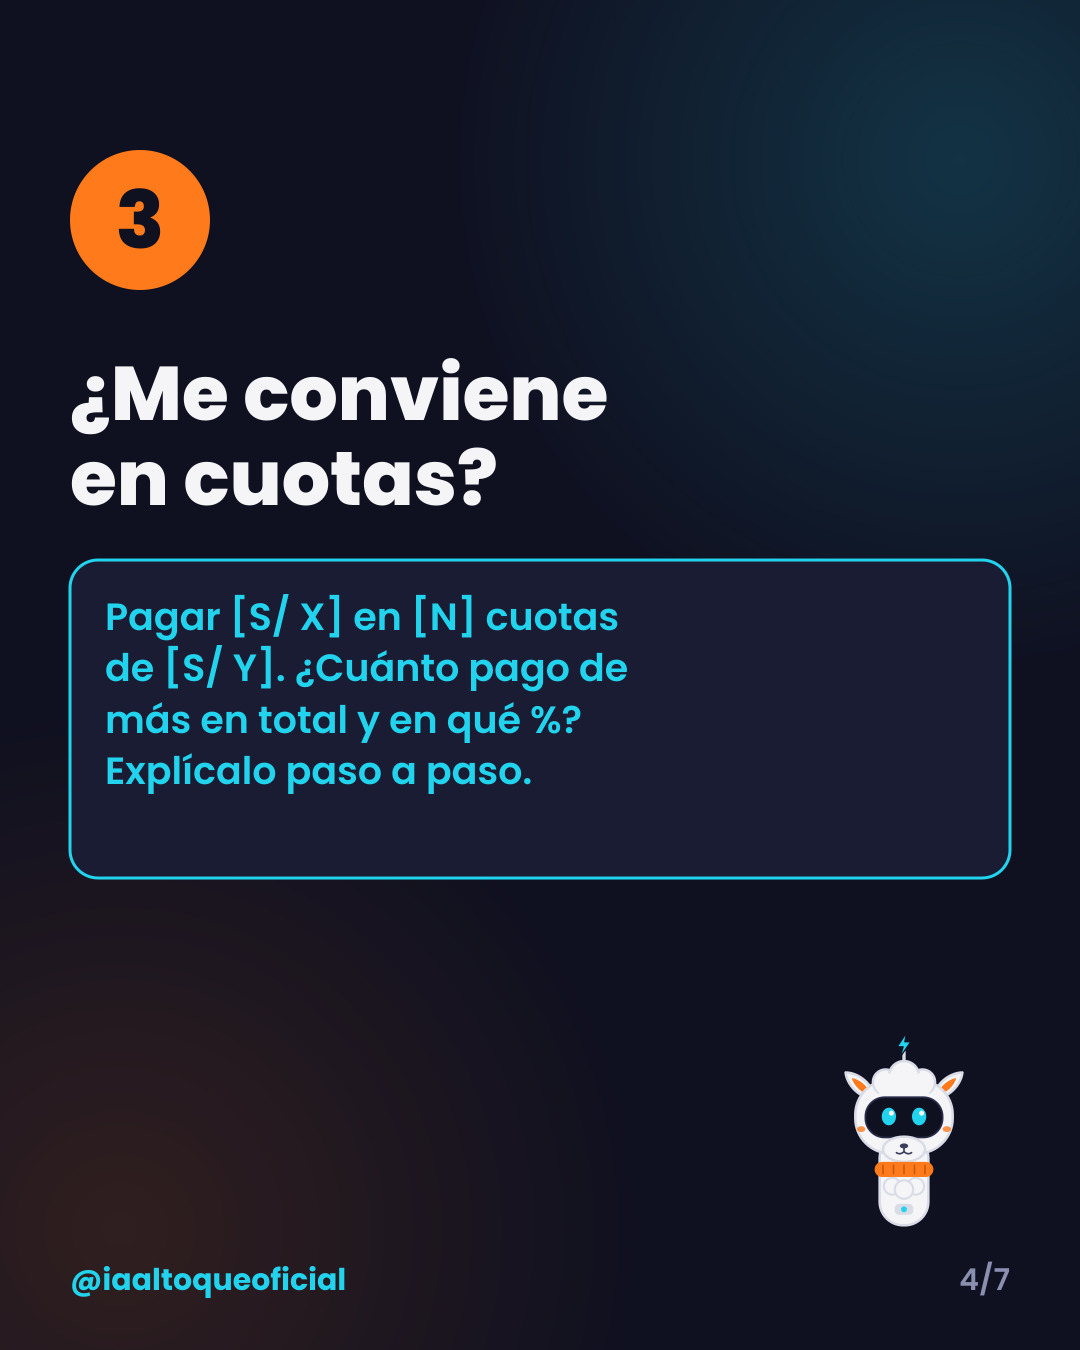 3
¿Me conviene
en cuotas?
Pagar [S/ X] en [N] cuotas
de [S/ Y]. ¿Cuánto pago de
más en total y en qué %?
Explícalo paso a paso.
@iaaltoqueoficial
4/7